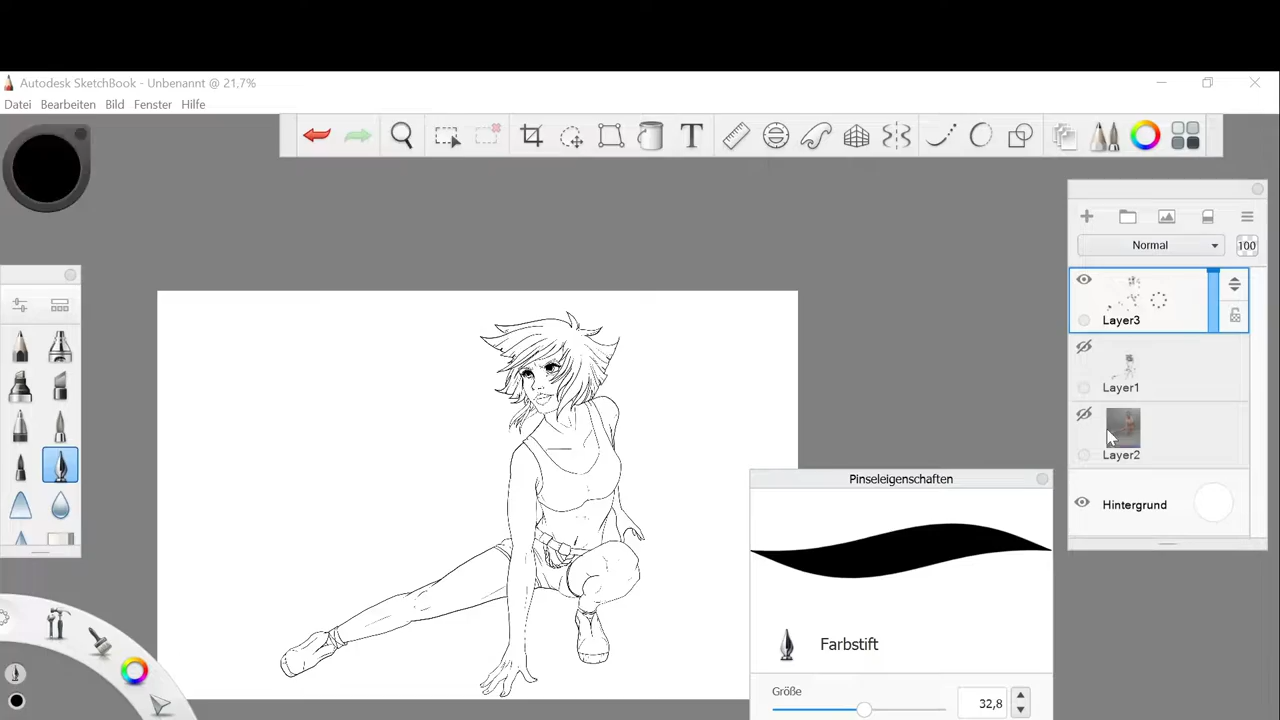 Autodesk SketchBook - Unbenannt @ 21,7%
Datei Bearbeiten Bild Fenster Hilfe
T
Normal 100
Layer3
Layer1
Layer2
Hintergrund
Pinseleigenschaften
Farbstift
Größe
32,8